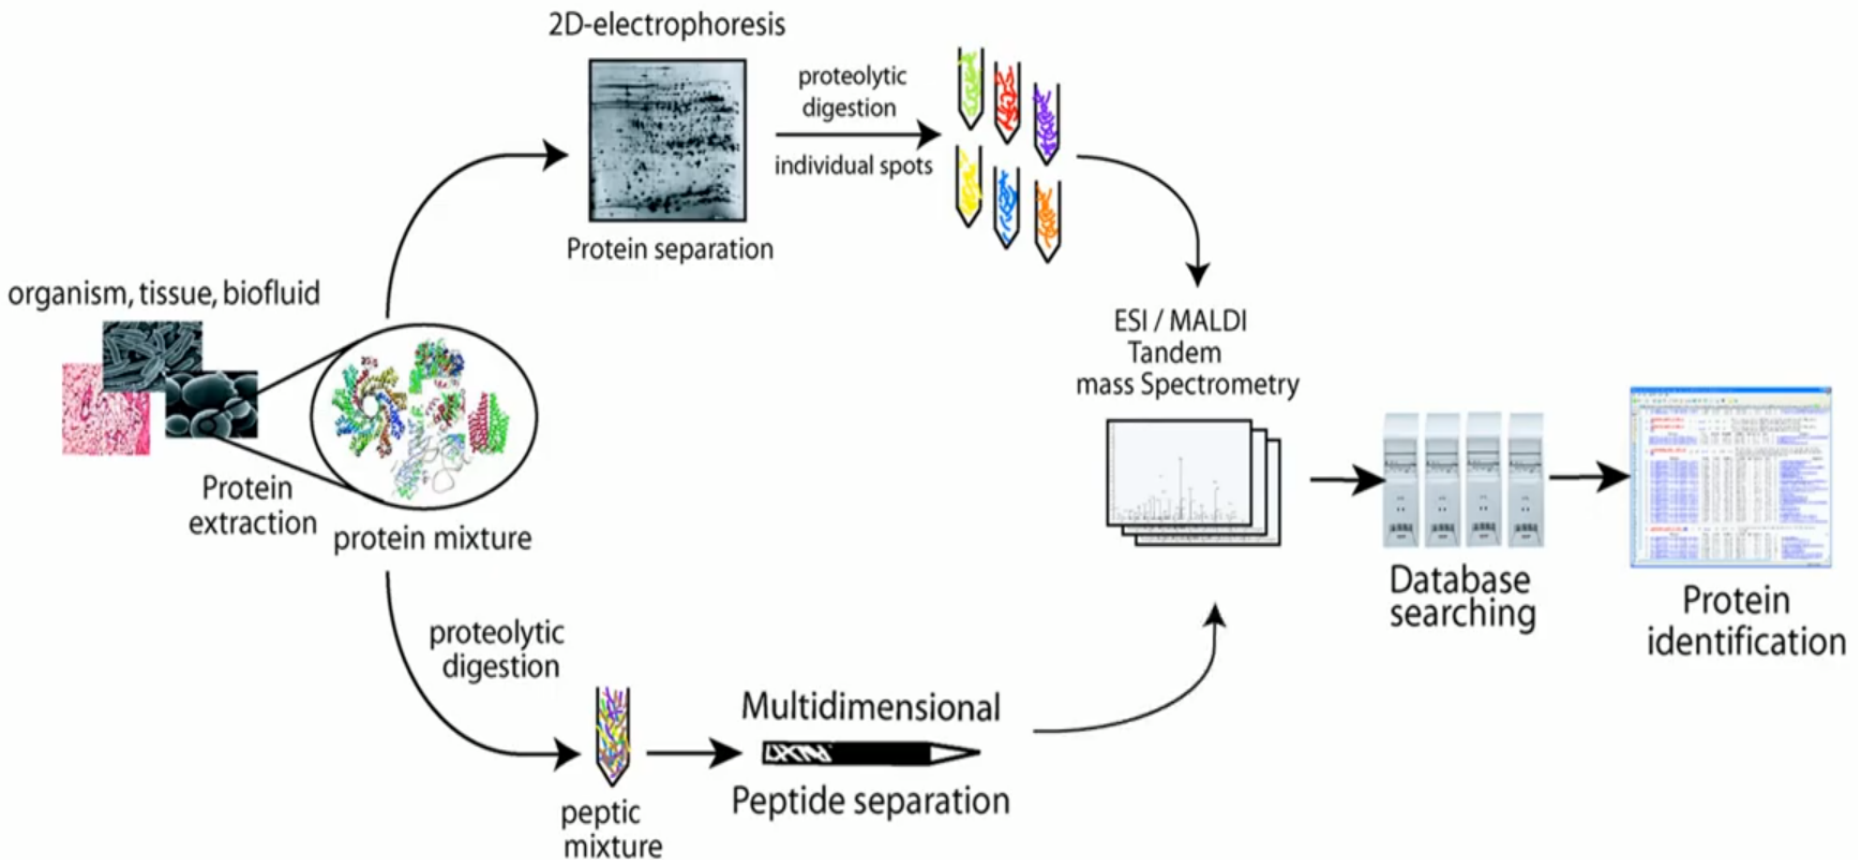 2D-electrophoresis
proteolytic
digestion
individual spots
Protein separation
organism, tissue, biofluid
Protein
extraction
protein mixture
ESI / MALDI
Tandem
mass Spectrometry
Database
searching
Protein
identification
proteolytic
digestion
peptic
mixture
Multidimensional
Peptide separation